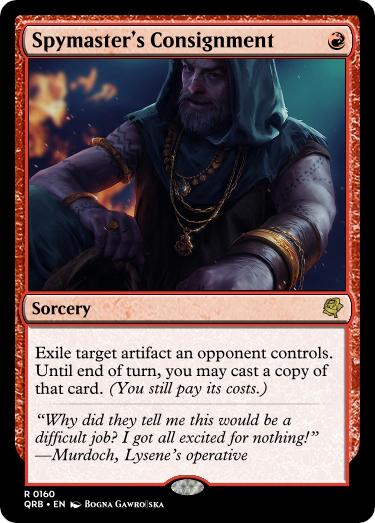 Spymaster's Consignment
Sorcery
Exile target artifact an opponent controls.
Until end of turn, you may cast a copy of
that card. (You still pay its costs.)
"Why did they tell me this would be a
difficult job? I got all excited for nothing!"
—Murdoch, Lysene's operative
R 0160
QRB • EN Bogna Gawrońska